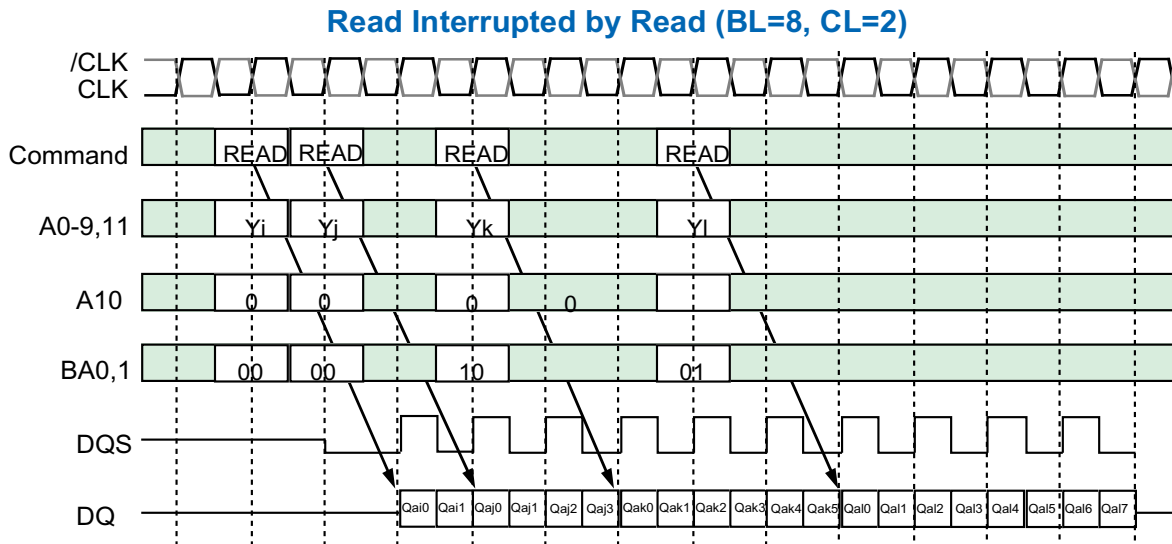 Read Interrupted by Read (BL=8, CL=2)
/CLK
CLK
Command READ READ READ READ
A0-9,11 Yi Yj Yk Yl
A10 0 0 0 0
BA0,1 00 00 10 01
DQS
DQ Qai0 Qai1 Qaj0 Qaj1 Qaj2 Qaj3 Qak0 Qak1 Qak2 Qak3 Qak4 Qak5 Qal0 Qal1 Qal2 Qal3 Qal4 Qal5 Qal6 Qal7